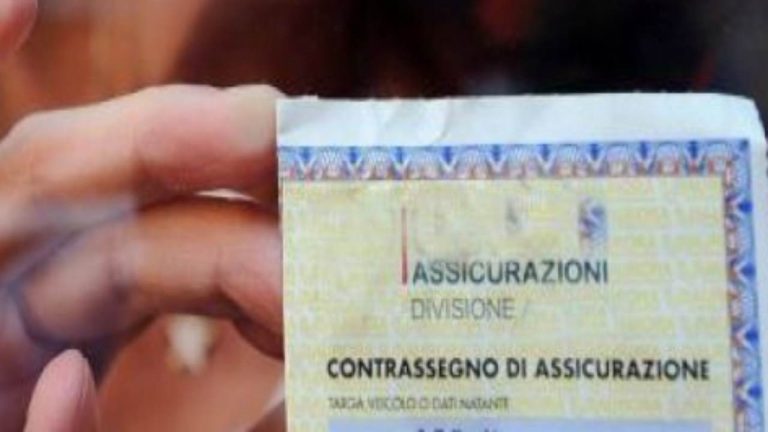 ASSICURAZIONI
DIVISIONE /
CONTRASSEGNO DI ASSICURAZIONE
TARGA VEICOLO O DATI NATANTE